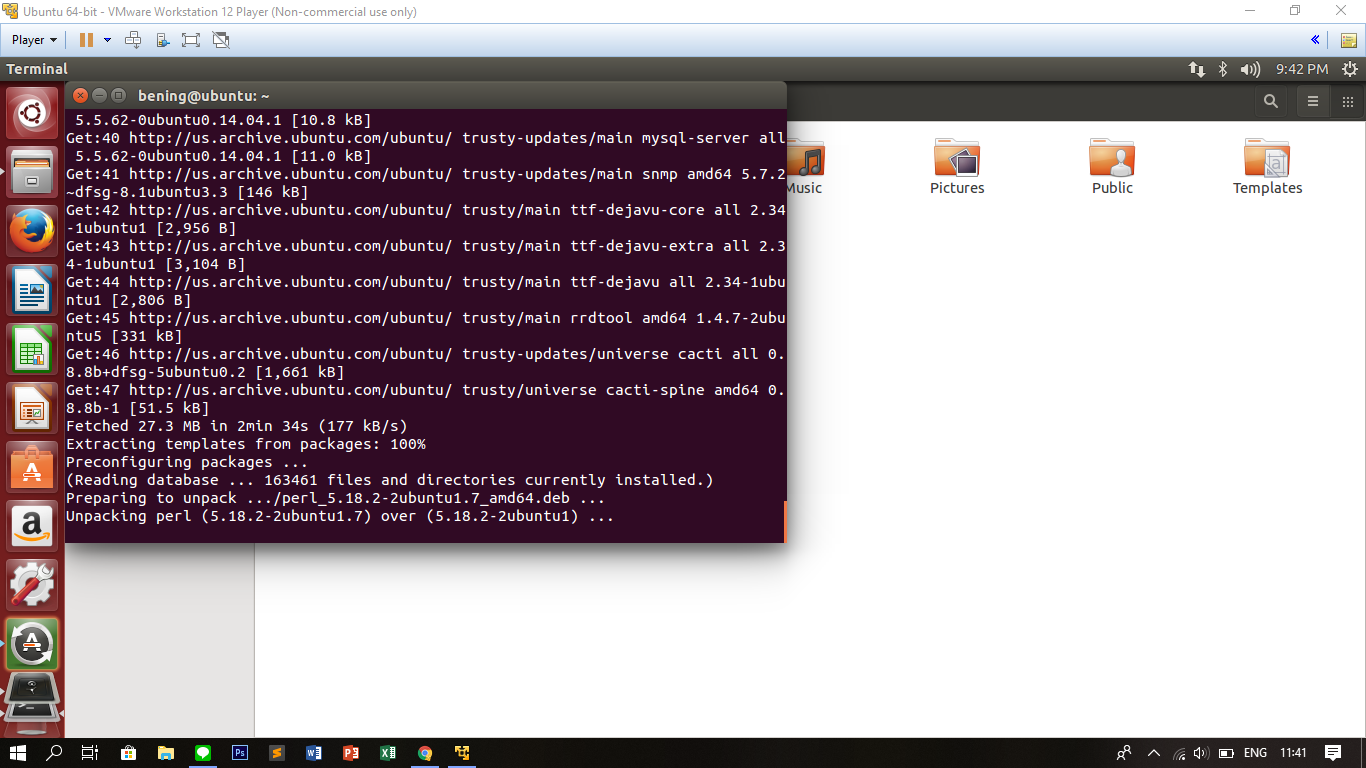 Ubuntu 64-bit - VMware Workstation 12 Player (Non-commercial use only)
Player
Terminal
9:42 PM
bening@ubuntu: ~
5.5.62-0ubuntu0.14.04.1 [10.8 kB]
Get:40 http://us.archive.ubuntu.com/ubuntu/ trusty-updates/main mysql-server all
5.5.62-0ubuntu0.14.04.1 [11.0 kB]
Get:41 http://us.archive.ubuntu.com/ubuntu/ trusty-updates/main snmp amd64 5.7.2
~dfsg-8.1ubuntu3.3 [146 kB]
Get:42 http://us.archive.ubuntu.com/ubuntu/ trusty/main ttf-dejavu-core all 2.34
-1ubuntu1 [2,956 B]
Get:43 http://us.archive.ubuntu.com/ubuntu/ trusty/main ttf-dejavu-extra all 2.3
4-1ubuntu1 [3,104 B]
Get:44 http://us.archive.ubuntu.com/ubuntu/ trusty/main ttf-dejavu all 2.34-1ubu
ntu1 [2,806 B]
Get:45 http://us.archive.ubuntu.com/ubuntu/ trusty/main rrdtool amd64 1.4.7-2ubu
ntu5 [331 kB]
Get:46 http://us.archive.ubuntu.com/ubuntu/ trusty-updates/universe cacti all 0.
8.8b+dfsg-5ubuntu0.2 [1,661 kB]
Get:47 http://us.archive.ubuntu.com/ubuntu/ trusty/universe cacti-spine amd64 0.
8.8b-1 [51.5 kB]
Fetched 27.3 MB in 2min 34s (177 kB/s)
Extracting templates from packages: 100%
Preconfiguring packages ...
(Reading database ... 163461 files and directories currently installed.)
Preparing to unpack .../perl_5.18.2-2ubuntu1.7_amd64.deb ...
Unpacking perl (5.18.2-2ubuntu1.7) over (5.18.2-2ubuntu1) ...
Music
Pictures
Public
Templates
ENG
11:41